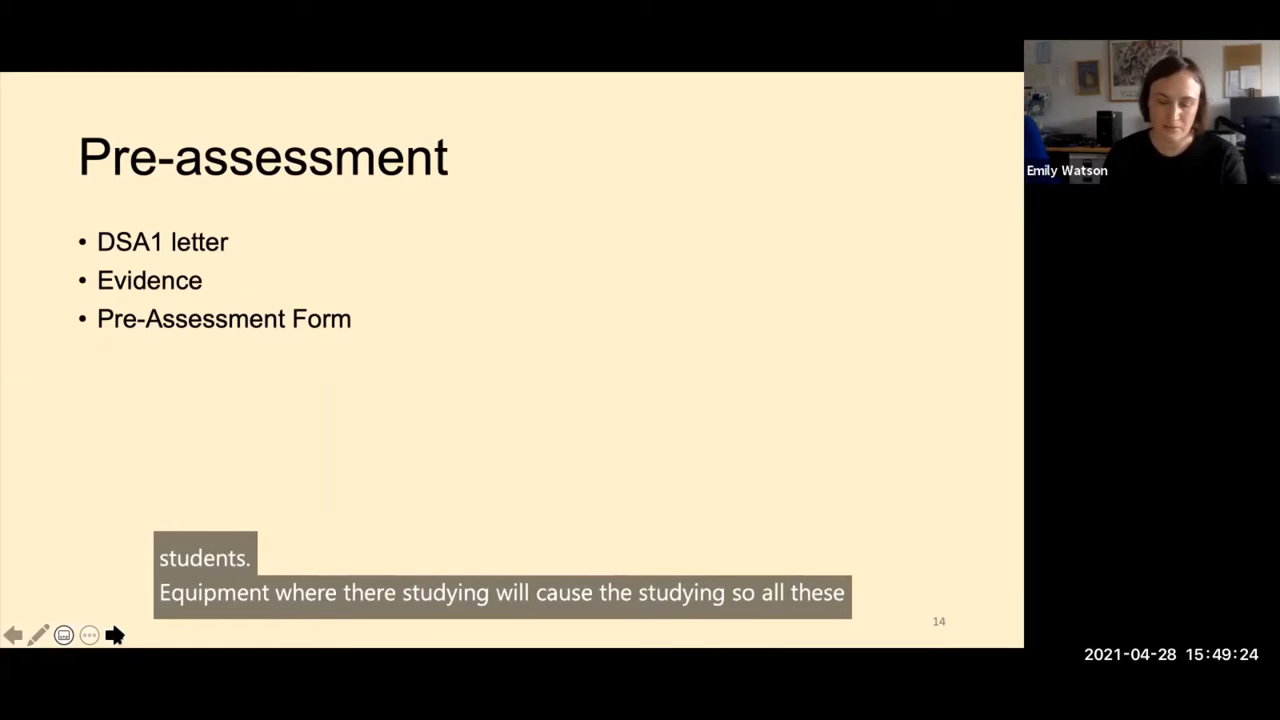 Pre-assessment
• DSA1 letter
• Evidence
• Pre-Assessment Form
students.
Equipment where there studying will cause the studying so all these
14
Emily Watson
2021-04-28 15:49:24